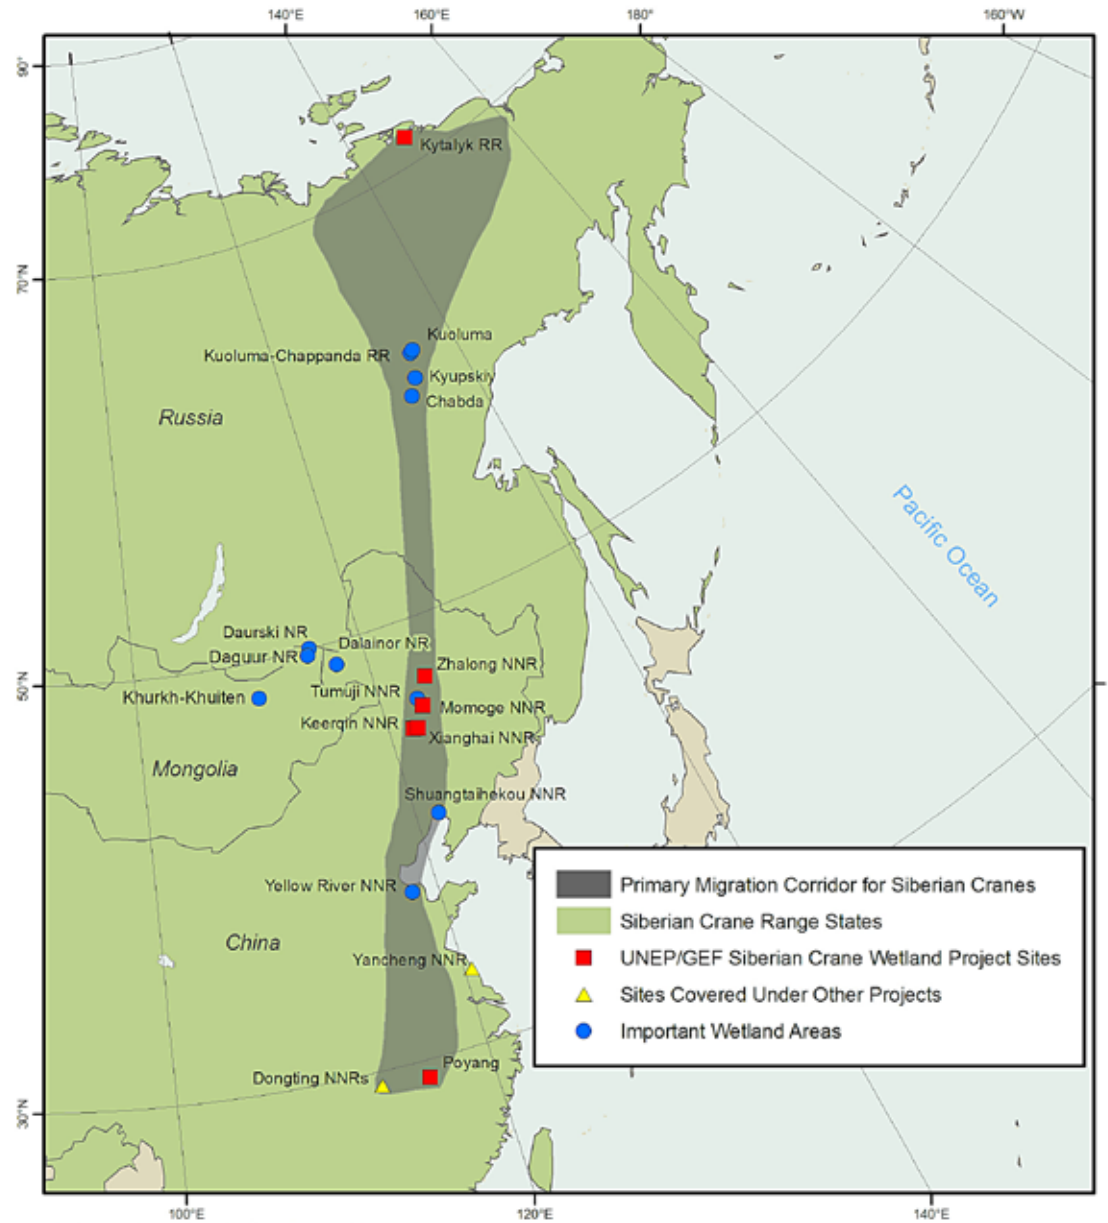 140°E
160°E
180°
160°W
90°
Kytalyk RR
70°N
Kuoluma
Kuoluma-Chappanda RR
Kyupskiy
Chabda
Russia
Pacific Ocean
Daurski NR
Dalainor NR
Daguur NR
Zhalong NNR
50°N
Khurkh-Khuiten
Tumuji NNR
Momoge NNR
Keerqin NNR
Xianghai NNR
Mongolia
Shuangtaihekou NNR
Yellow River NNR
Primary Migration Corridor for Siberian Cranes
Siberian Crane Range States
China
Yancheng NNR
UNEP/GEF Siberian Crane Wetland Project Sites
Sites Covered Under Other Projects
Important Wetland Areas
Poyang
Dongting NNRs
30°N
100°E
120°E
140°E